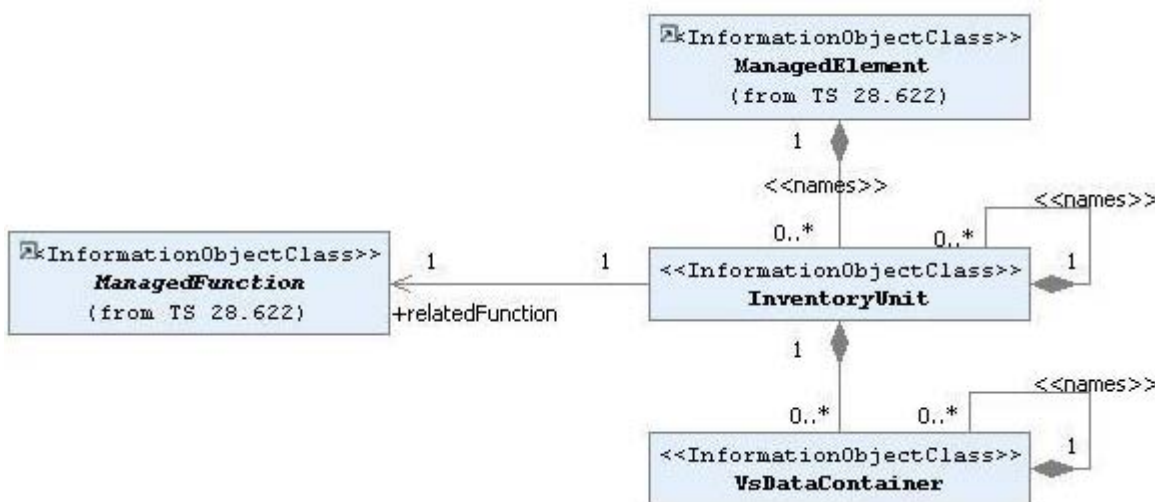 <<InformationObjectClass>>
ManagedElement
(from TS 28.622)
1
<<names>>
<<names>>
0..*
0..*
<<InformationObjectClass>>
ManagedFunction
(from TS 28.622)
1
1
+relatedFunction
<<InformationObjectClass>>
InventoryUnit
1
1
<<names>>
0..*
0..*
<<InformationObjectClass>>
VsDataContainer
1